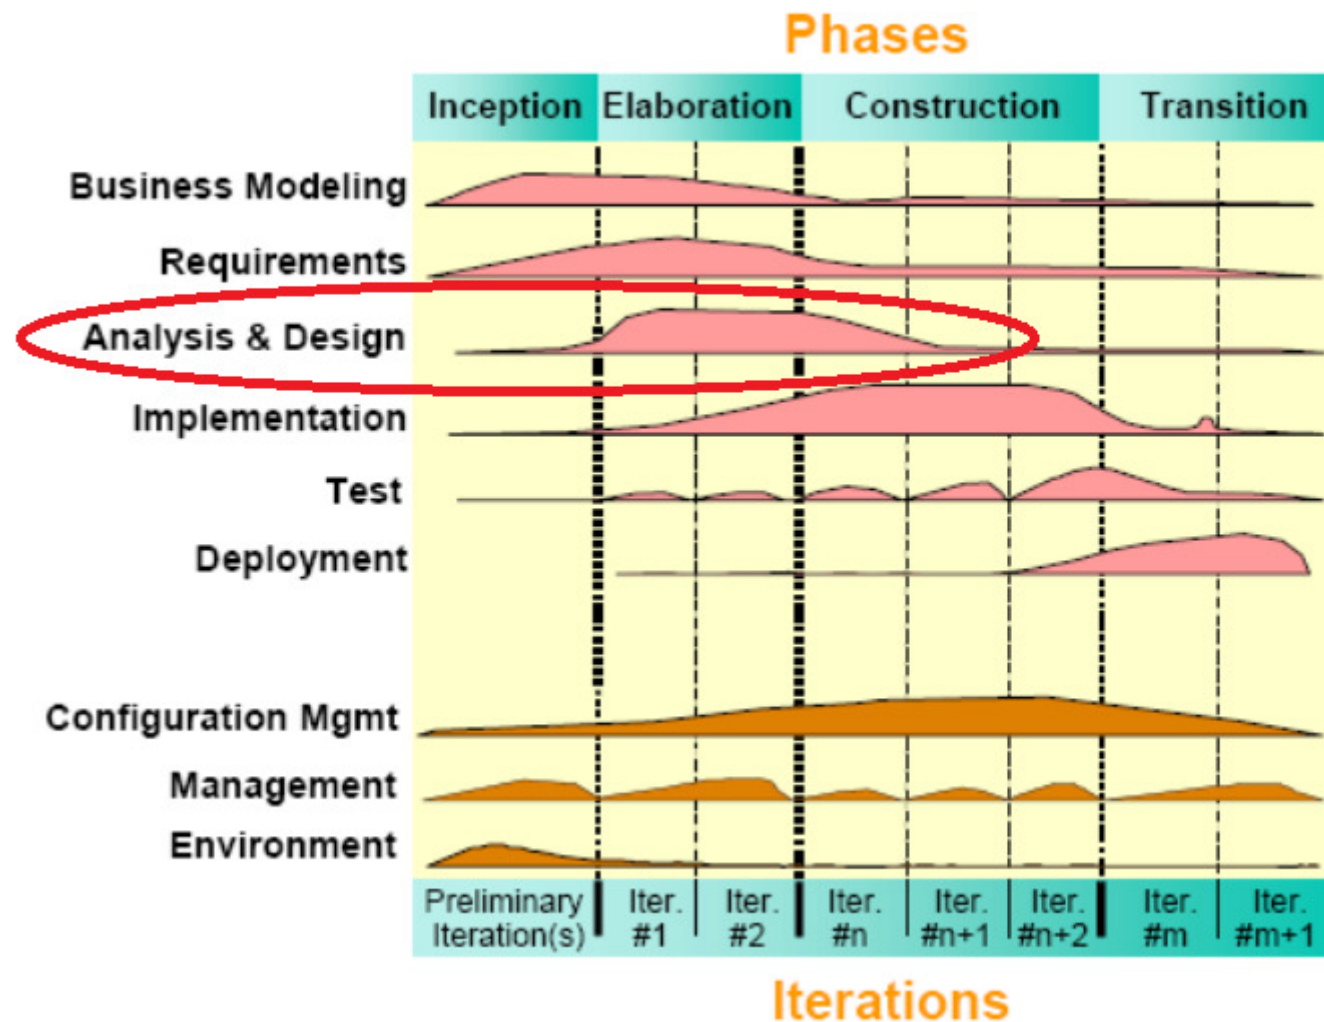 Phases
Inception Elaboration Construction Transition
Business Modeling
Requirements
Analysis & Design
Implementation
Test
Deployment
Configuration Mgmt
Management
Environment
Preliminary Iteration(s)
Iter. #1
Iter. #2
Iter. #n
Iter. #n+1
Iter. #n+2
Iter. #m
Iter. #m+1
Iterations